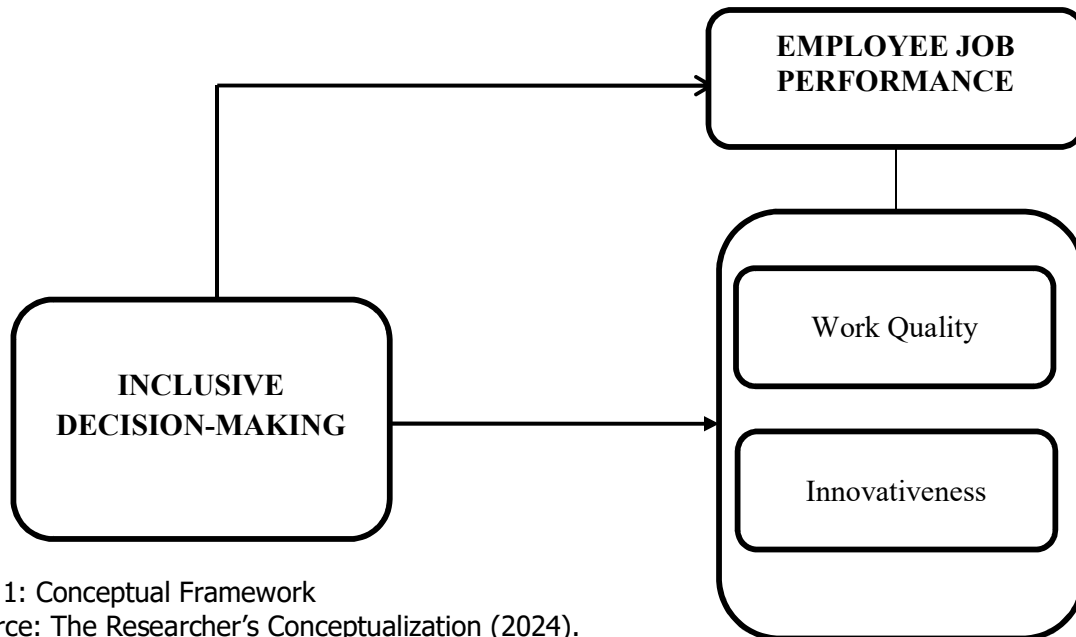 EMPLOYEE JOB
PERFORMANCE
Work Quality
INCLUSIVE
DECISION-MAKING
Innovativeness
1: Conceptual Framework
rce: The Researcher's Conceptualization (2024).